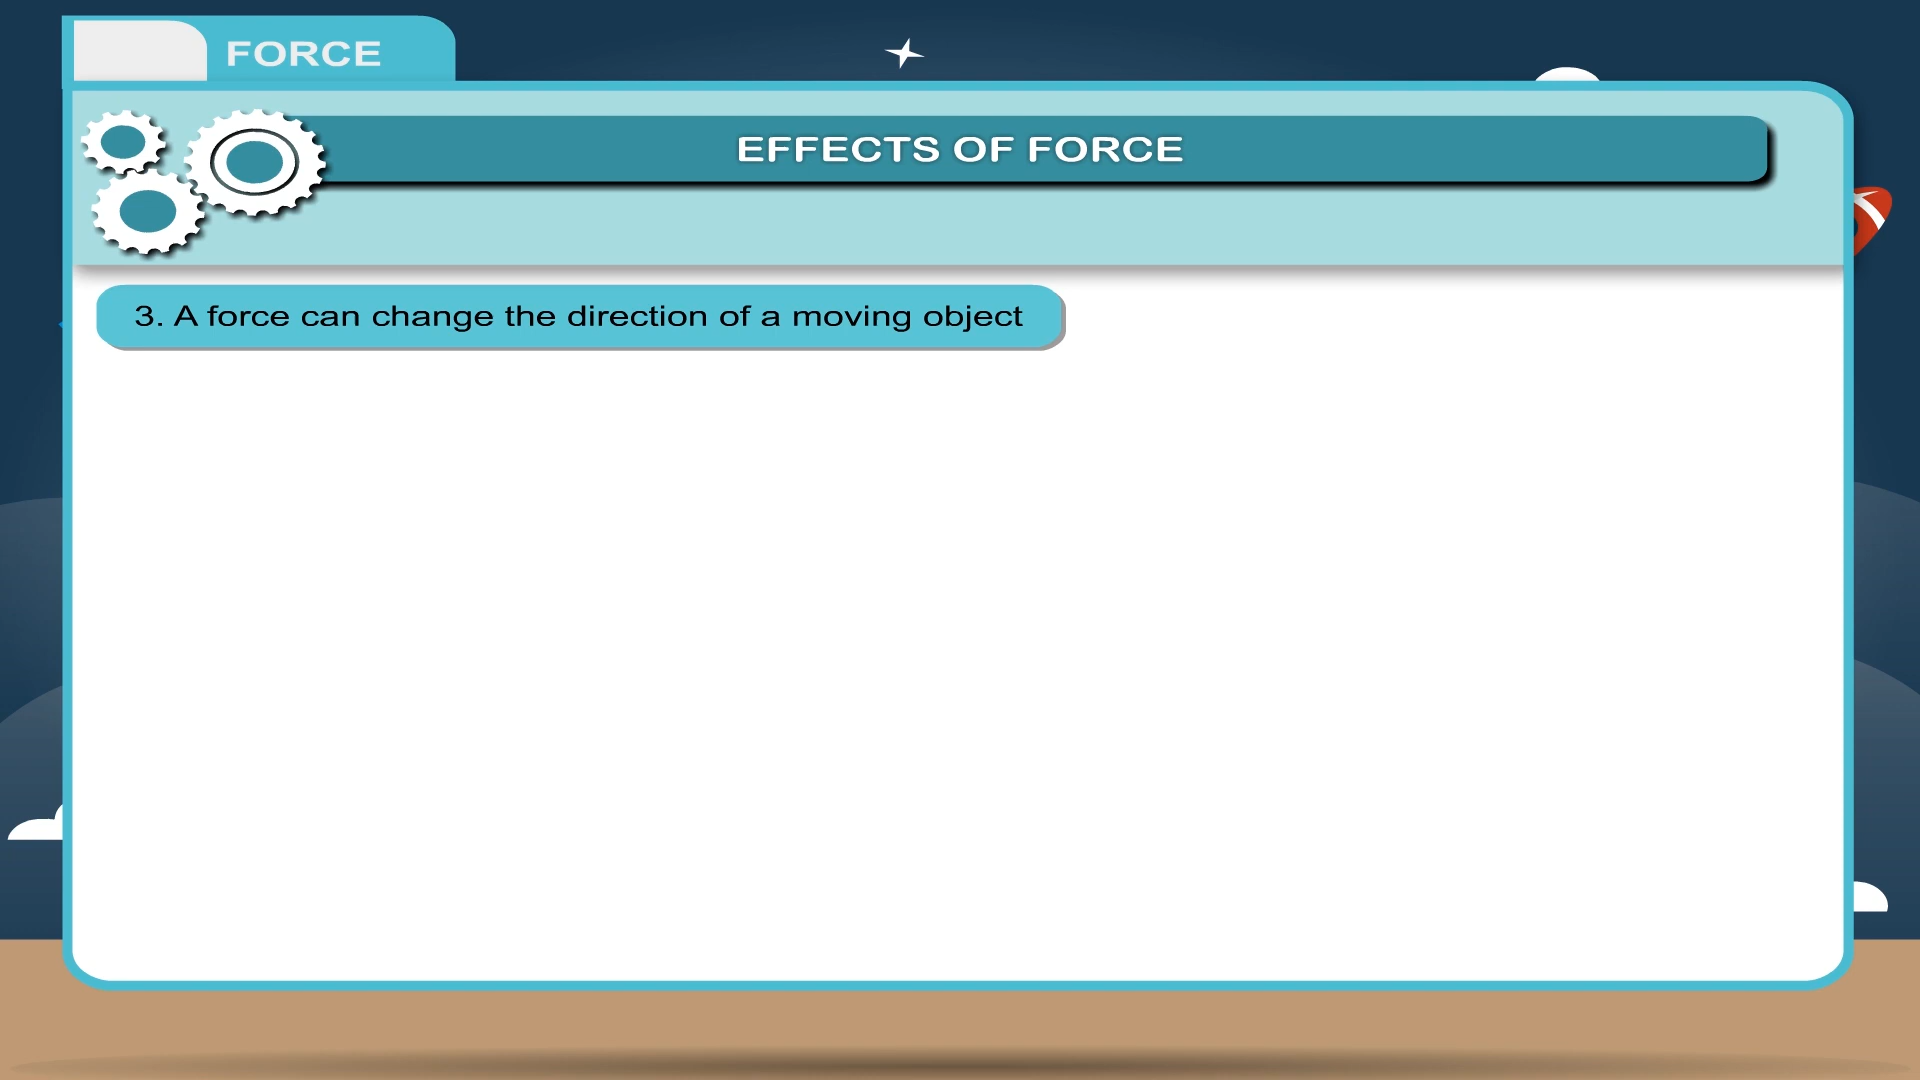 FORCE
EFFECTS OF FORCE
3. A force can change the direction of a moving object